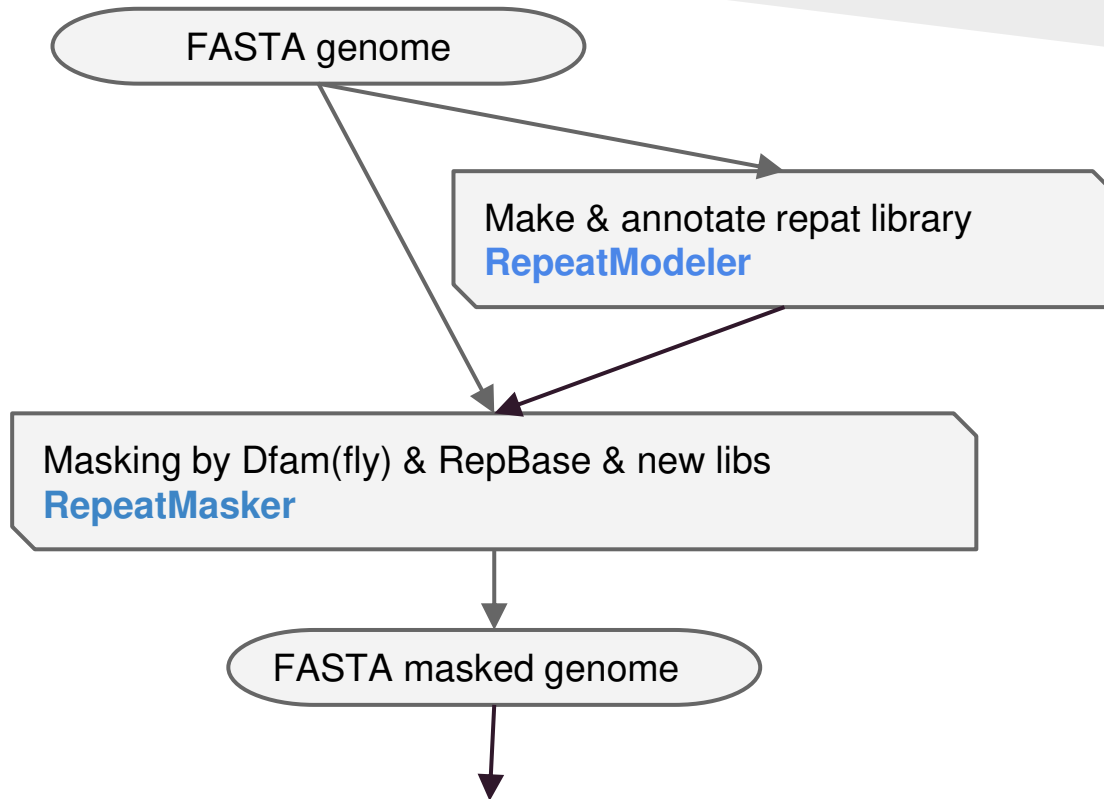 FASTA genome
Make & annotate repat library
RepeatModeler
Masking by Dfam(fly) & RepBase & new libs
RepeatMasker
FASTA masked genome